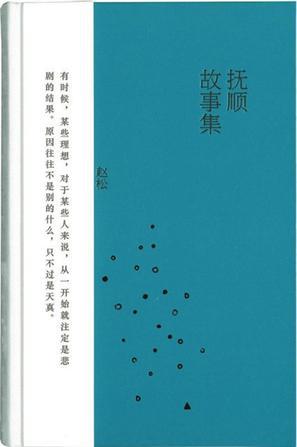 抚顺
故事集
赵松
有时候，某些理想，对于某些人来说，从一开始就注定是悲
剧的结果。原因往往不是别的什么，只不过是天真。